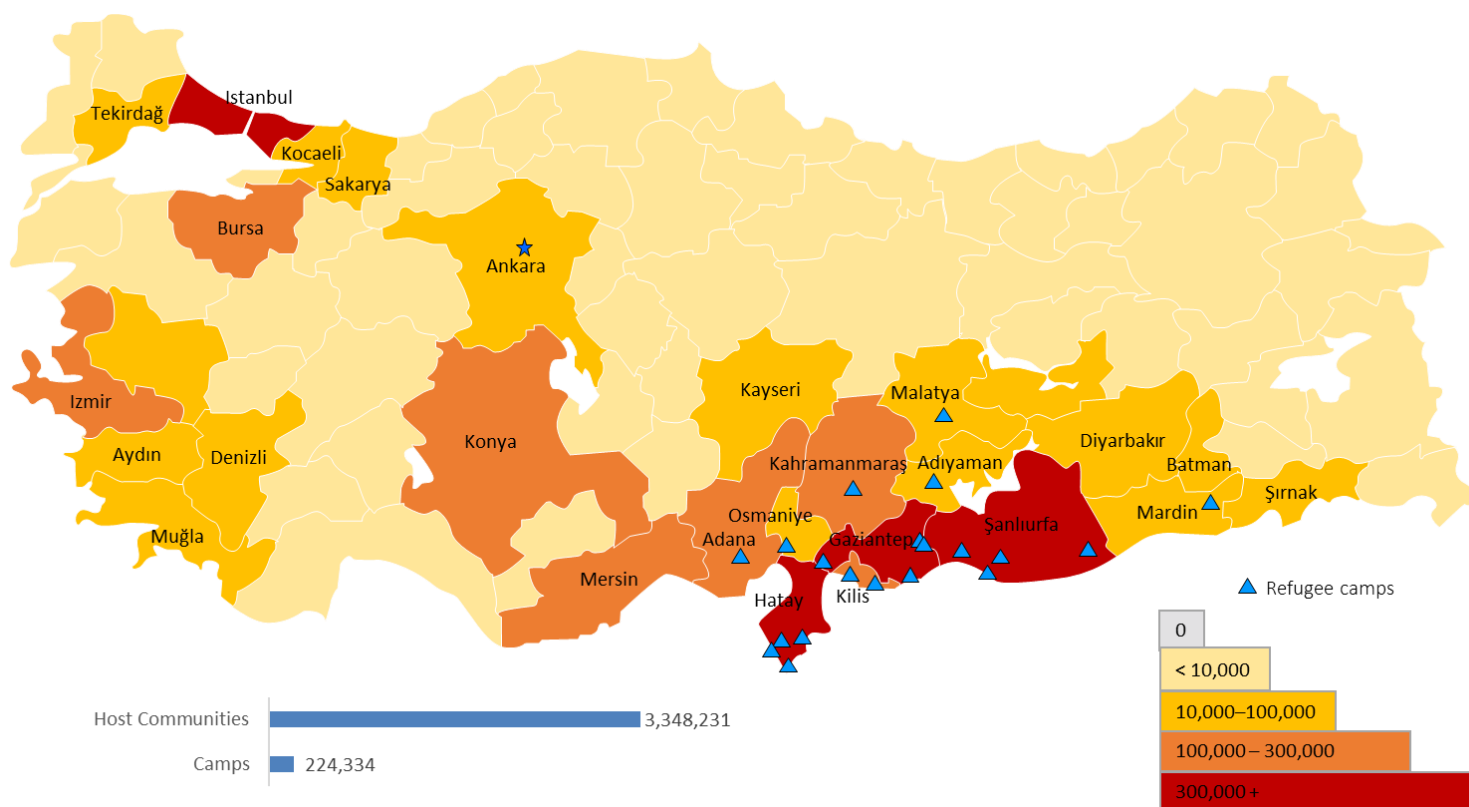 Istanbul
Tekirdağ
Kocaeli
Sakarya
Bursa
Ankara
Kayseri
Malatya
Izmir
Konya
Diyarbakır
Aydın
Denizli
Kahramanmaraş
Adıyaman
Batman
Şırnak
Mardin
Osmaniye
Şanlıurfa
Muğla
Adana
Gaziantep
Mersin
Hatay
Kilis
Refugee camps
0
< 10,000
10,000–100,000
100,000 – 300,000
300,000 +
Host Communities 3,348,231
Camps 224,334